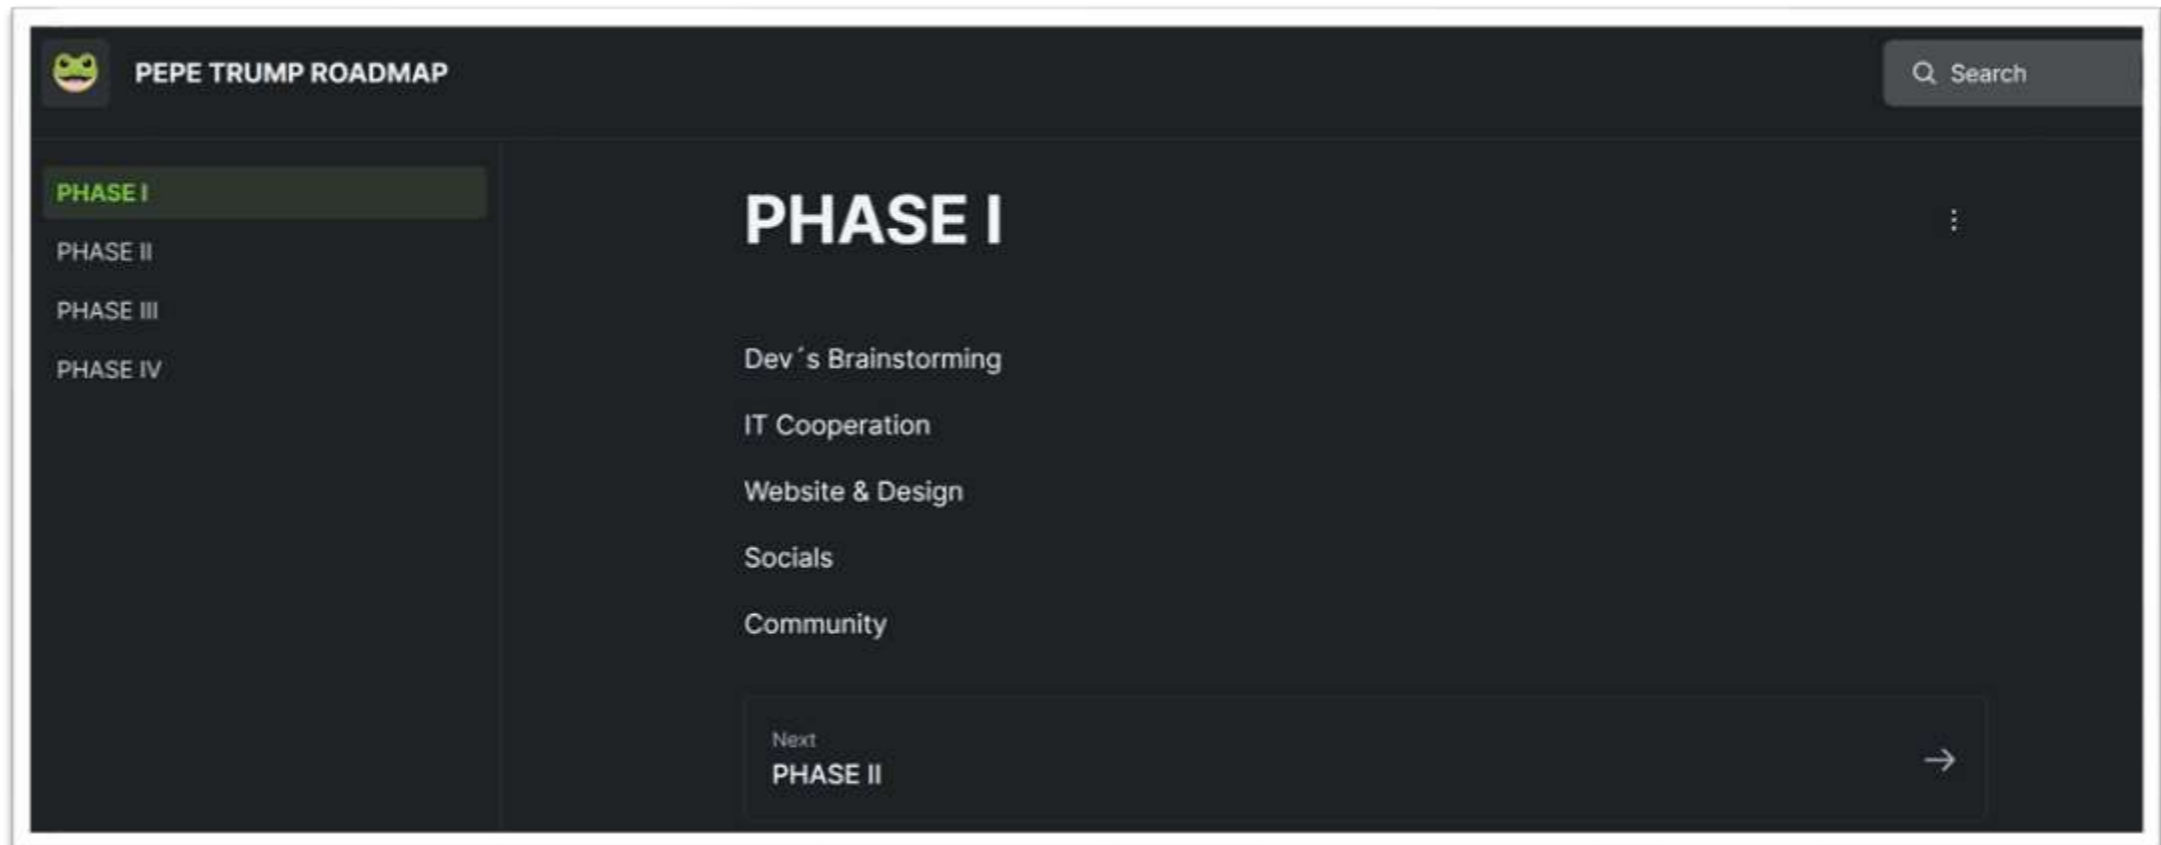 PEPE TRUMP ROADMAP
Search
PHASE I
PHASE II
PHASE III
PHASE IV
PHASE I
Dev´s Brainstorming
IT Cooperation
Website & Design
Socials
Community
Next
PHASE II